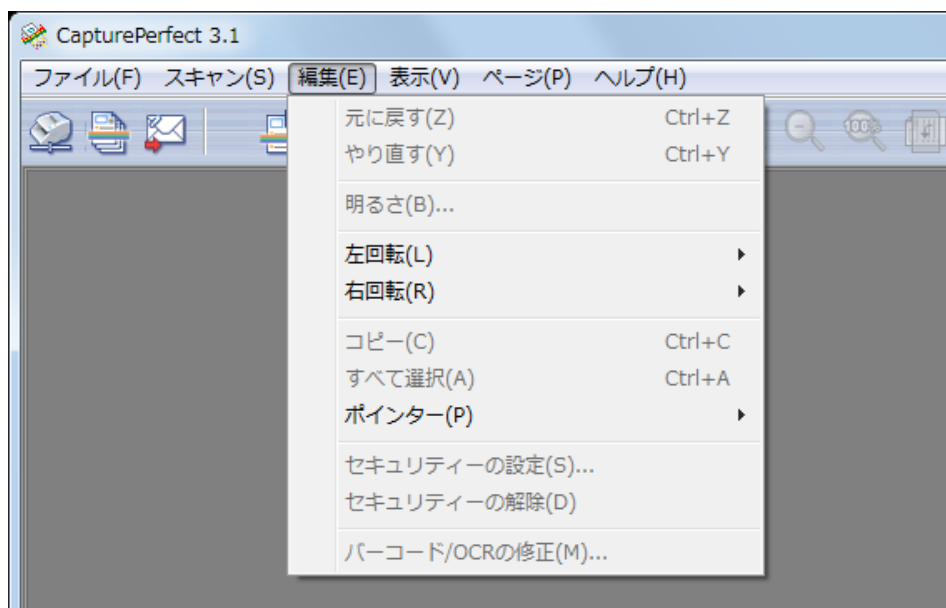 CapturePerfect 3.1
ファイル(F) スキャン(S) 編集(E) 表示(V) ページ(P) ヘルプ(H)
元に戻す(Z) Ctrl+Z
やり直す(Y) Ctrl+Y
100%
明るさ(B)...
左回転(L)
右回転(R)
コピー(C) Ctrl+C
すべて選択(A) Ctrl+A
ポインター(P)
セキュリティーの設定(S)...
セキュリティーの解除(D)
バーコード/OCRの修正(M)...